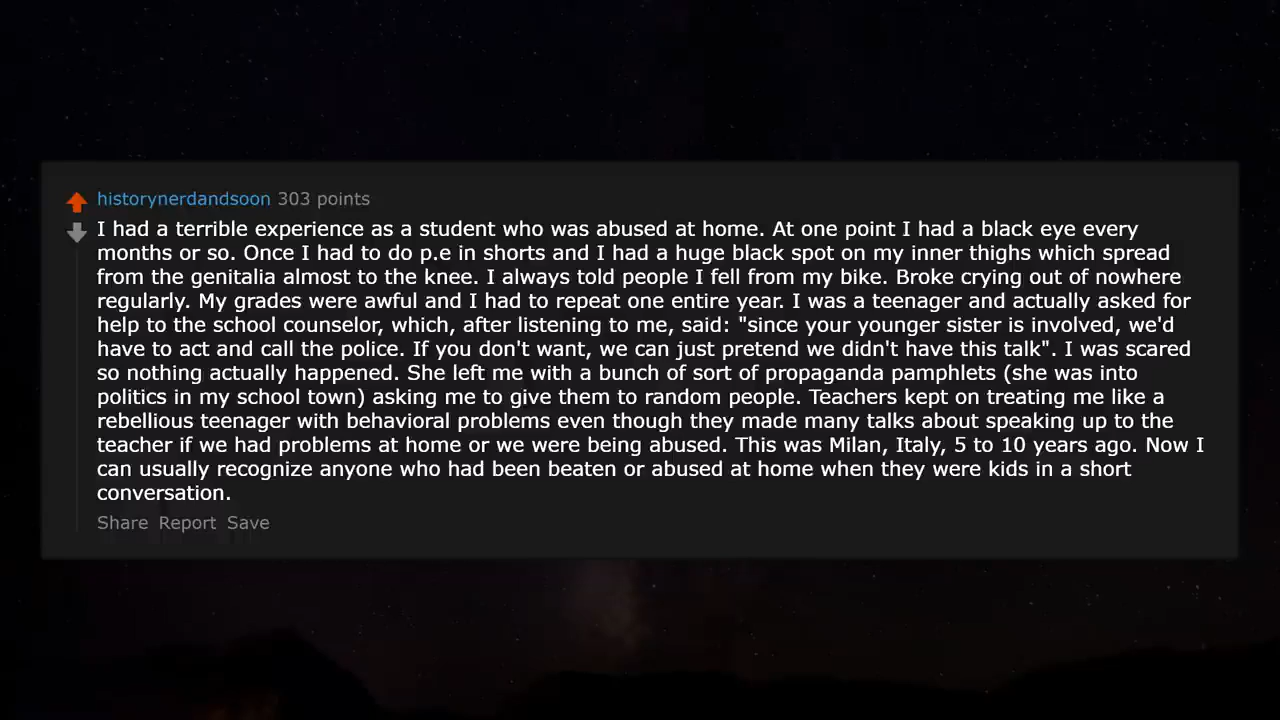 historynerdandsoon 303 points
I had a terrible experience as a student who was abused at home. At one point I had a black eye every
months or so. Once I had to do p.e in shorts and I had a huge black spot on my inner thighs which spread
from the genitalia almost to the knee. I always told people I fell from my bike. Broke crying out of nowhere
regularly. My grades were awful and I had to repeat one entire year. I was a teenager and actually asked for
help to the school counselor, which, after listening to me, said: "since your younger sister is involved, we'd
have to act and call the police. If you don't want, we can just pretend we didn't have this talk". I was scared
so nothing actually happened. She left me with a bunch of sort of propaganda pamphlets (she was into
politics in my school town) asking me to give them to random people. Teachers kept on treating me like a
rebellious teenager with behavioral problems even though they made many talks about speaking up to the
teacher if we had problems at home or we were being abused. This was Milan, Italy, 5 to 10 years ago. Now I
can usually recognize anyone who had been beaten or abused at home when they were kids in a short
conversation.
Share Report Save